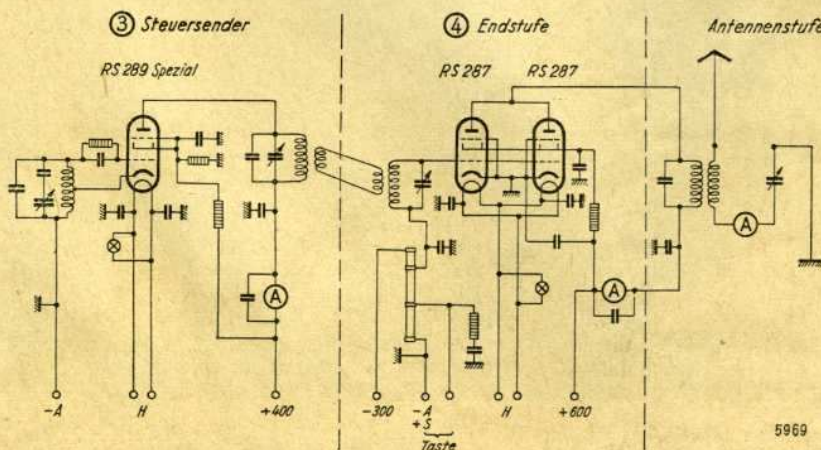 ③ Steuersender
④ Endstufe
Antennenstufe
RS 289 Spezial
RS 287
RS 287
A
A
A
-A
H
+400
-300
-A
+S
H
+600
Taste
5969